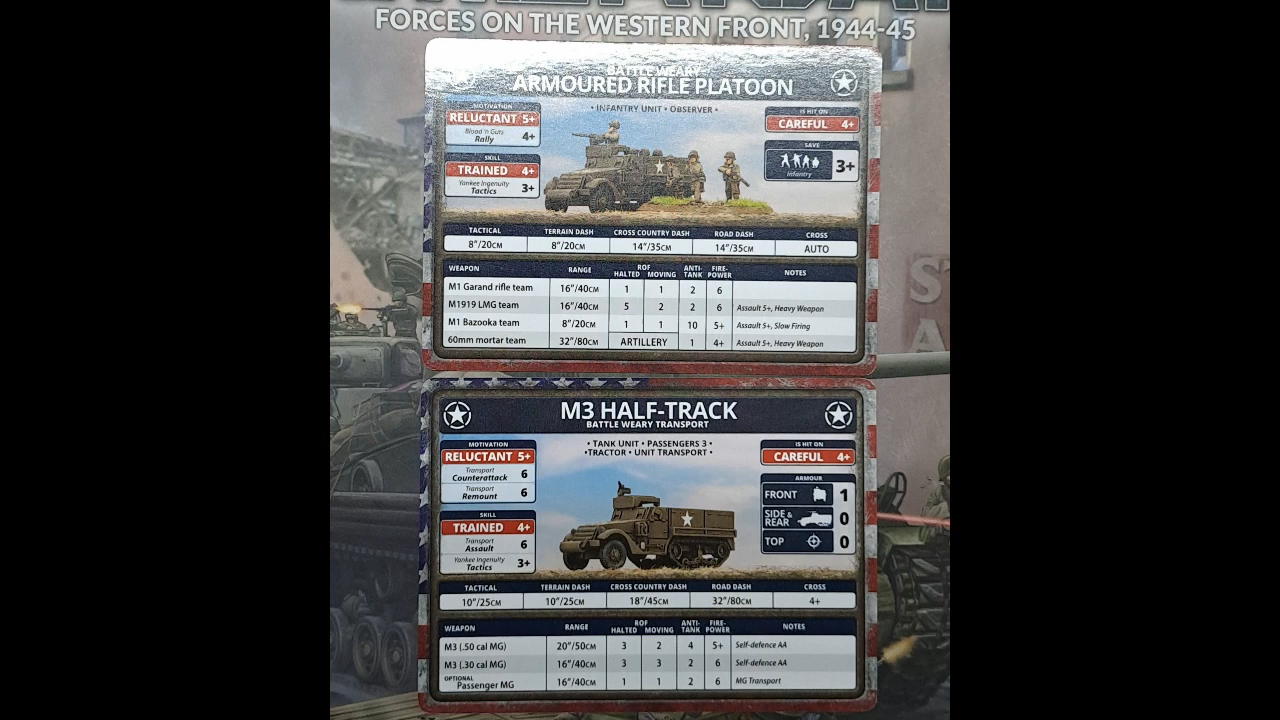 FORCES ON THE WESTERN FRONT, 1944-45
BATTLE WEARY
ARMOURED RIFLE PLATOON
• INFANTRY UNIT • OBSERVER •
MOTIVATION
RELUCTANT 5+
Blood 'n Guts
Rally 4+
SKILL
TRAINED 4+
Yankee Ingenuity
Tactics 3+
IS HIT ON
CAREFUL 4+
SAVE
Infantry 3+
TACTICAL TERRAIN DASH CROSS COUNTRY DASH ROAD DASH CROSS
8"/20CM 8"/20CM 14"/35CM 14"/35CM AUTO
WEAPON RANGE ROF HALTED MOVING ANTI-TANK FIRE-POWER NOTES
M1 Garand rifle team 16"/40CM 1 1 2 6
M1919 LMG team 16"/40CM 5 2 2 6 Assault 5+, Heavy Weapon
M1 Bazooka team 8"/20CM 1 1 10 5+ Assault 5+, Slow Firing
60mm mortar team 32"/80CM ARTILLERY 1 4+ Assault 5+, Heavy Weapon
M3 HALF-TRACK
BATTLE WEARY TRANSPORT
• TANK UNIT • PASSENGERS 3 •
•TRACTOR • UNIT TRANSPORT •
MOTIVATION
RELUCTANT 5+
Transport
Counterattack 6
Transport
Remount 6
SKILL
TRAINED 4+
Transport
Assault 6
Yankee Ingenuity
Tactics 3+
IS HIT ON
CAREFUL 4+
ARMOUR
FRONT 1
SIDE & REAR 0
TOP 0
TACTICAL TERRAIN DASH CROSS COUNTRY DASH ROAD DASH CROSS
10"/25CM 10"/25CM 18"/45CM 32"/80CM 4+
WEAPON RANGE ROF HALTED MOVING ANTI-TANK FIRE-POWER NOTES
M3 (.50 cal MG) 20"/50CM 3 2 4 5+ Self-defence AA
M3 (.30 cal MG) 16"/40CM 3 3 2 6 Self-defence AA
OPTIONAL
Passenger MG 16"/40CM 1 1 2 6 MG Transport